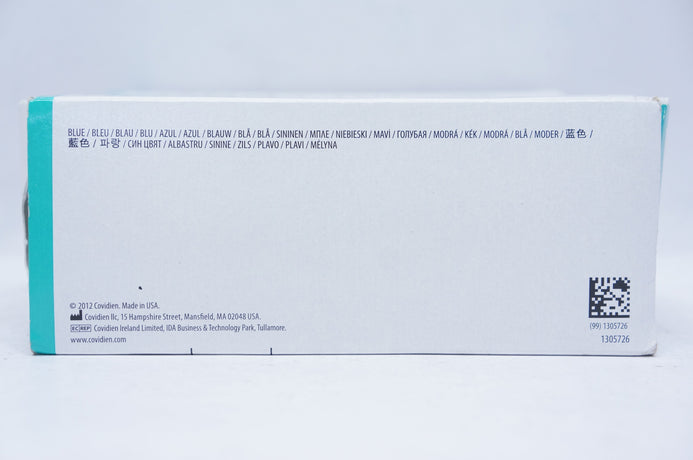 BLUE / BLEU / BLAU / BLU / AZUL / AZUL / BLAUW / BLÅ / BLÅ / SININEN / ΜΠΛΕ / NIEBIESKI / MAVİ / ГОЛУБАЯ / MODRÁ / KÉK / MODRÁ / BLÅ / MODER / 蓝色 /
藍色 / 파랑 / СИН ЦВЯТ / ALBASTRU / SININE / ZILS / PLAVO / PLAVI / MĖLYNA
© 2012 Covidien. Made in USA.
Covidien llc, 15 Hampshire Street, Mansfield, MA 02048 USA.
EC REP Covidien Ireland Limited, IDA Business & Technology Park, Tullamore.
www.covidien.com
(99) 1305726
1305726